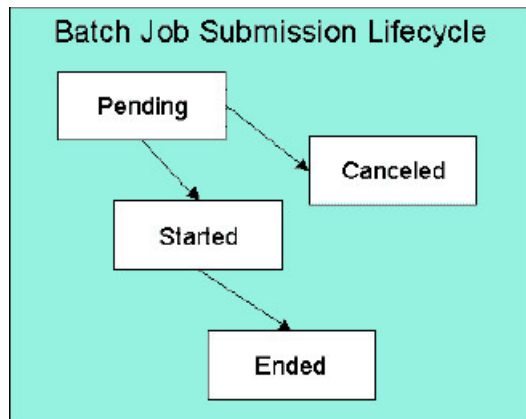 Batch Job Submission Lifecycle
Pending
Canceled
Started
Ended